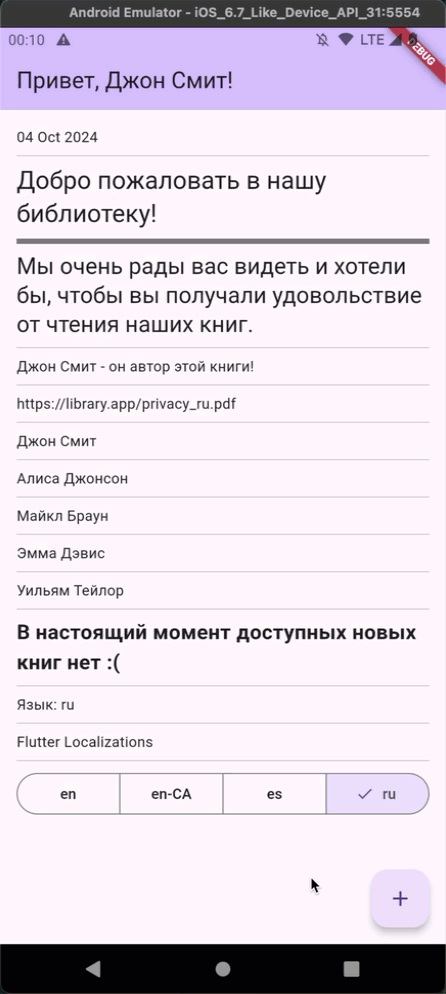 Android Emulator - iOS_6.7_Like_Device_API_31:5554
00:10 LTE
DEBUG
Привет, Джон Смит!
04 Oct 2024
Добро пожаловать в нашу
библиотеку!
Мы очень рады вас видеть и хотели
бы, чтобы вы получали удовольствие
от чтения наших книг.
Джон Смит - он автор этой книги!
https://library.app/privacy_ru.pdf
Джон Смит
Алиса Джонсон
Майкл Браун
Эмма Дэвис
Уильям Тейлор
В настоящий момент доступных новых
книг нет :(
Язык: ru
Flutter Localizations
en en-CA es ru
+